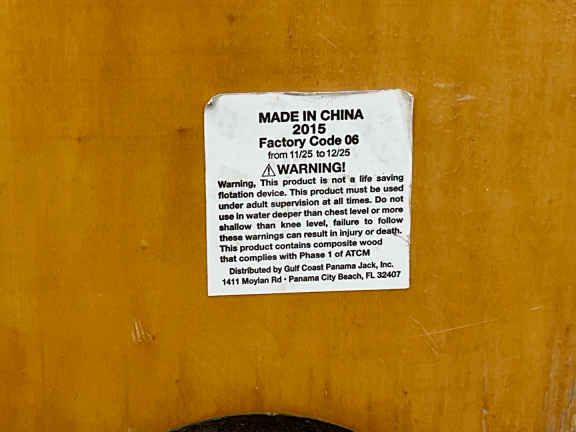 MADE IN CHINA
2015
Factory Code 06
from 11/25 to 12/25
⚠WARNING!
Warning, This product is not a life saving
flotation device. This product must be used
under adult supervision at all times. Do not
use in water deeper than chest level or more
shallow than knee level, failure to follow
these warnings can result in injury or death.
This product contains composite wood
that complies with Phase 1 of ATCM
Distributed by Gulf Coast Panama Jack, Inc.
1411 Moylan Rd • Panama City Beach, FL 32407